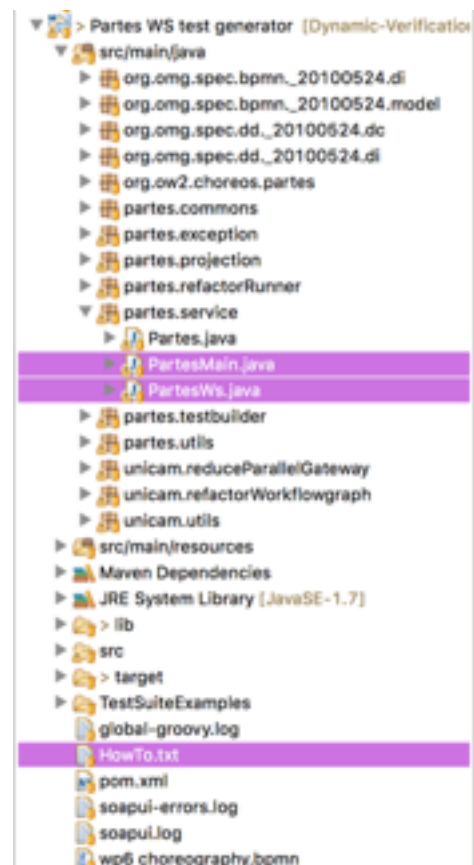 > Partes WS test generator [Dynamic-Verificatio
src/main/java
org.omg.spec.bpmn._20100524.di
org.omg.spec.bpmn._20100524.model
org.omg.spec.dd._20100524.dc
org.omg.spec.dd._20100524.di
org.ow2.choreos.partes
partes.commons
partes.exception
partes.projection
partes.refactorRunner
partes.service
Partes.java
PartesMain.java
PartesWs.java
partes.testbuilder
partes.utils
unicam.reduceParallelGateway
unicam.refactorWorkflowgraph
unicam.utils
src/main/resources
Maven Dependencies
JRE System Library [JavaSE-1.7]
> lib
src
> target
TestSuiteExamples
global-groovy.log
HowTo.txt
pom.xml
soapui-errors.log
soapui.log
wp6 choreography.bpmn